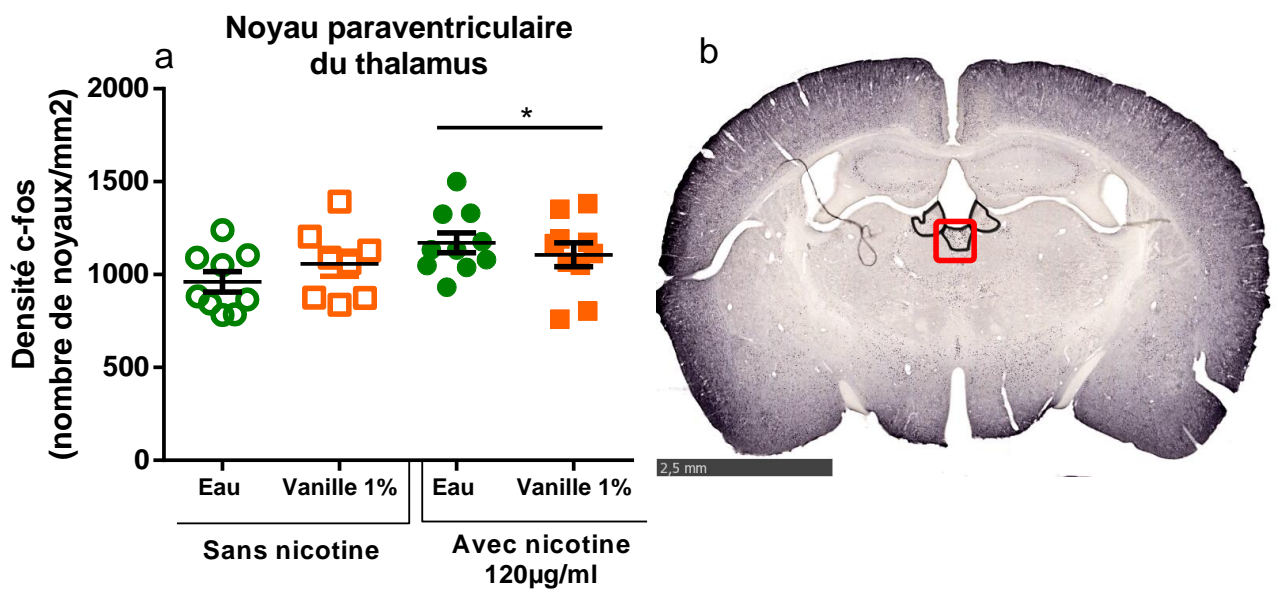 a
Noyau paraventriculaire
du thalamus
Densité c-fos
(nombre de noyaux/mm2)
2000
1500
1000
500
0
*
Eau
Vanille 1%
Eau
Vanille 1%
Sans nicotine
Avec nicotine
120µg/ml
b
2,5 mm